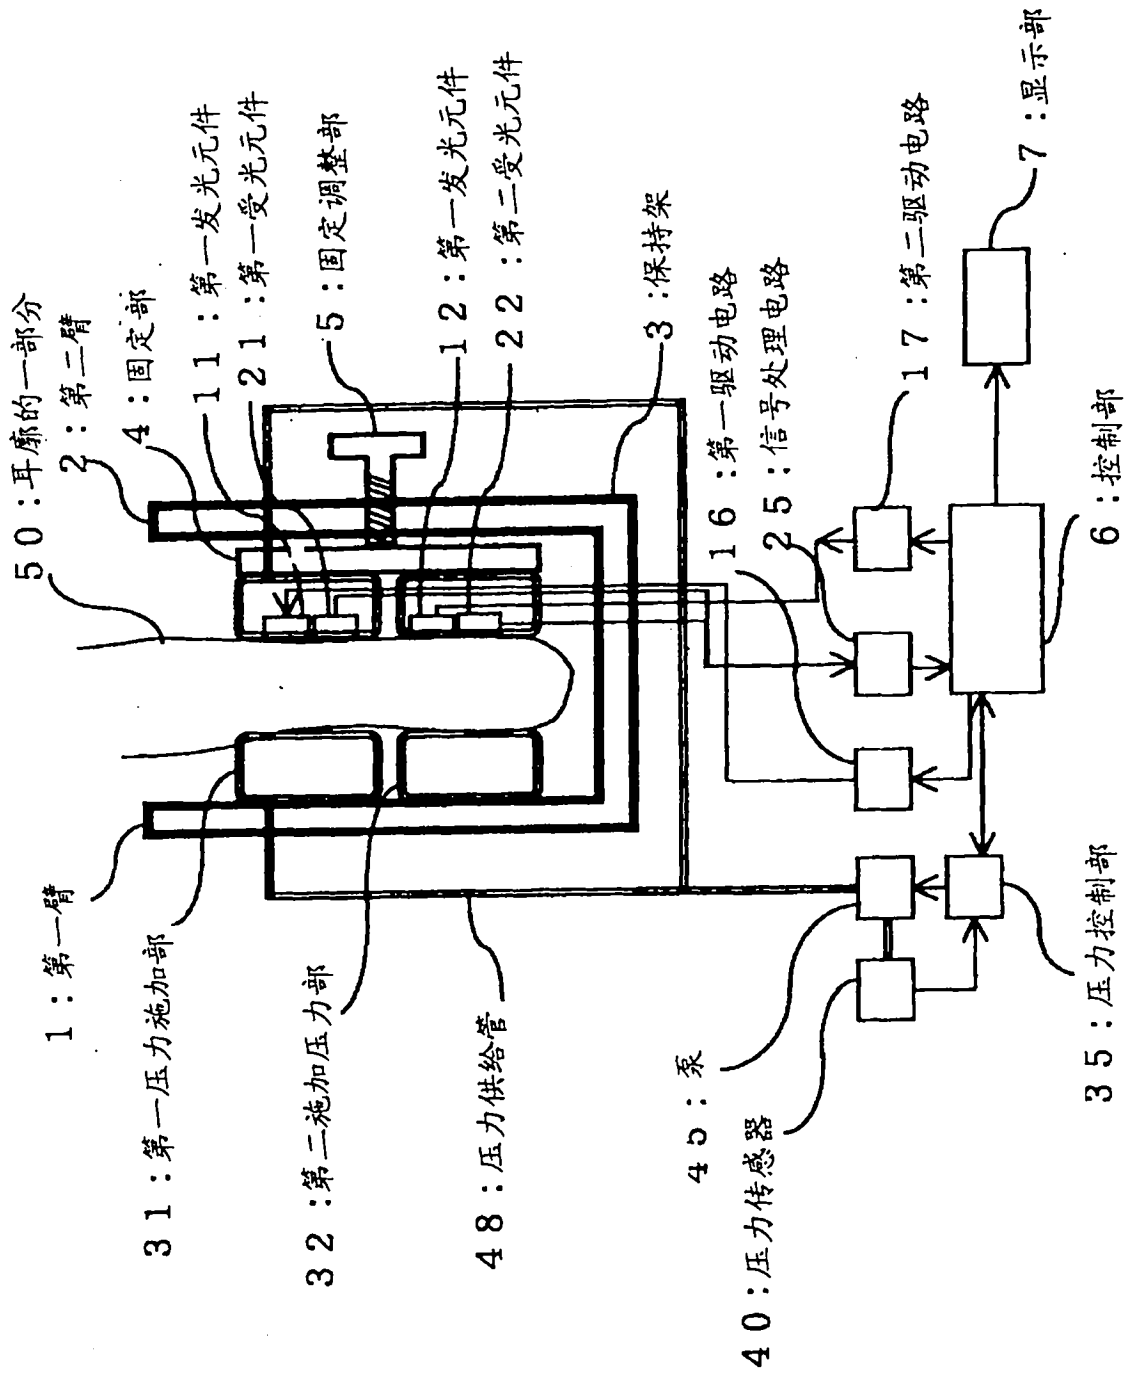 50：耳廓的一部分
2：第二臂
4：固定部
11：第一发光元件
21：第一受光元件
5：固定调整部
12：第一发光元件
22：第二受光元件
3：保持架
16：第一驱动电路
25：信号处理电路
17：第二驱动电路
7：显示部
1：第一臂
31：第一压力施加部
32：第二施加压力部
48：压力供给管
45：泵
40：压力传感器
35：压力控制部
6：控制部